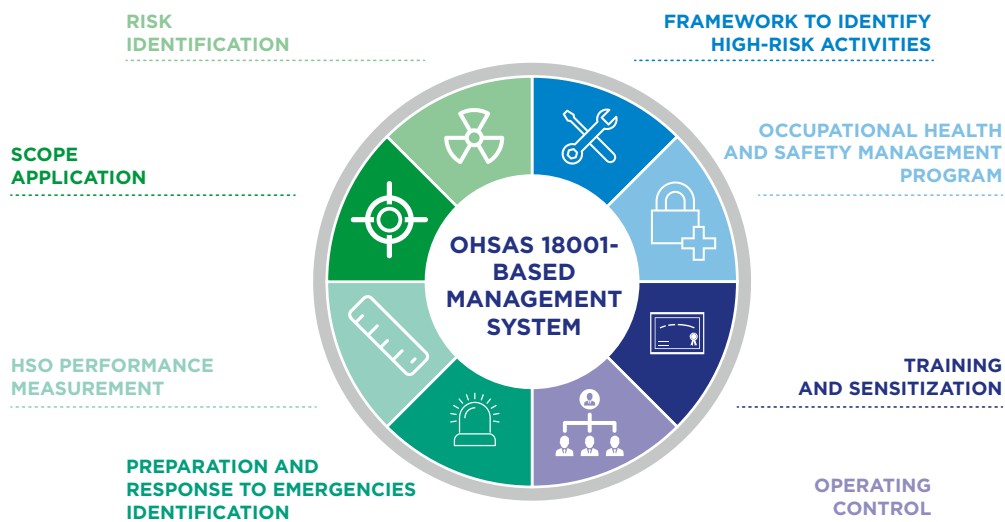 RISK
IDENTIFICATION
FRAMEWORK TO IDENTIFY
HIGH-RISK ACTIVITIES
SCOPE
APPLICATION
OCCUPATIONAL HEALTH
AND SAFETY MANAGEMENT
PROGRAM
OHSAS 18001-
BASED
MANAGEMENT
SYSTEM
HSO PERFORMANCE
MEASUREMENT
TRAINING
AND SENSITIZATION
PREPARATION AND
RESPONSE TO EMERGENCIES
IDENTIFICATION
OPERATING
CONTROL